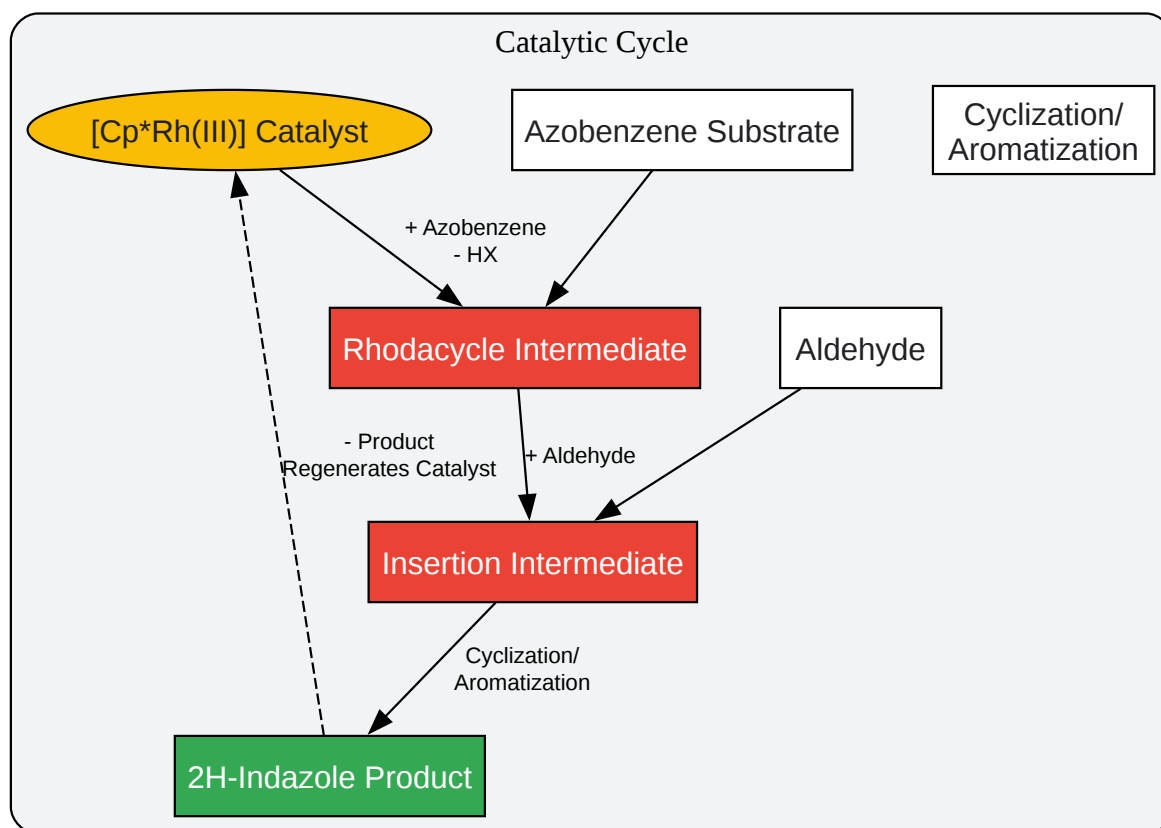 Catalytic Cycle
[Cp*Rh(III)] Catalyst
Azobenzene Substrate
Cyclization/
Aromatization
+ Azobenzene
- HX
Rhodacycle Intermediate
Aldehyde
- Product
Regenerates Catalyst
+ Aldehyde
Insertion Intermediate
Cyclization/
Aromatization
2H-Indazole Product